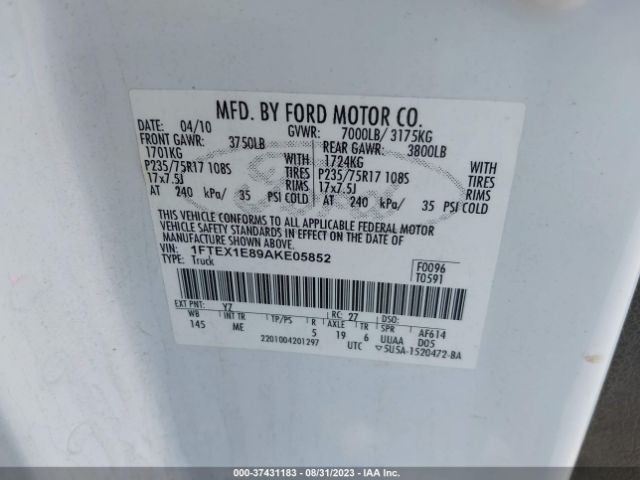 MFD. BY FORD MOTOR CO.
DATE: 04/10 GVWR: 7000LB/ 3175KG
FRONT GAWR: 3750LB REAR GAWR: 3800LB
1701KG WITH 1724KG WITH
P235/75R17 108S TIRES P235/75R17 108S TIRES
17x7.5J RIMS 17x7.5J RIMS
AT 240 kPa/ 35 PSI COLD AT 240 kPa/ 35 PSI COLD
THIS VEHICLE CONFORMS TO ALL APPLICABLE FEDERAL MOTOR
VEHICLE SAFETY STANDARDS IN EFFECT ON THE DATE OF
MANUFACTURE SHOWN ABOVE.
VIN: 1FTEX1E89AKE05852
TYPE: Truck
F0096
T0591
EXT PNT: YZ RC: 27 DSO:
WB INT TR TP/PS R AXLE TR SPR AF614
145 ME 5 19 6 UUAA D05
2201004201297 UTC 5U5A-1520472-BA
Ford
000-37431183 - 08/31/2023 - IAA Inc.